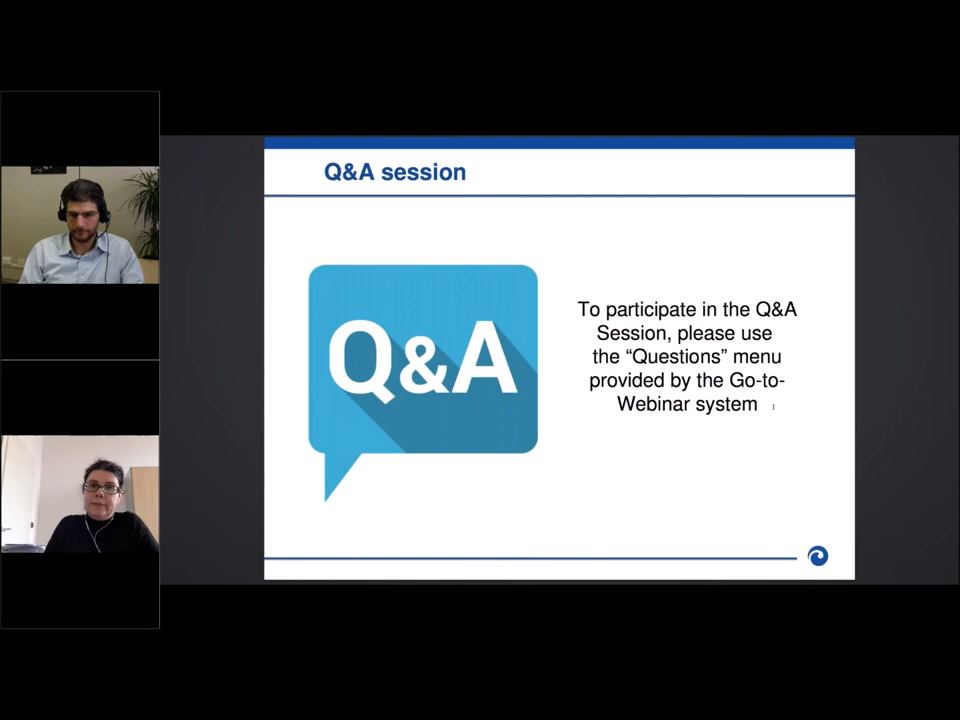 Q&A session
Q&A
To participate in the Q&A
Session, please use
the “Questions” menu
provided by the Go-to-
Webinar system